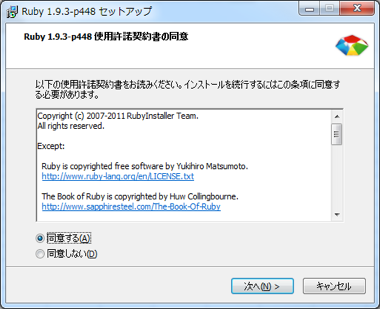 Ruby 1.9.3-p448 セットアップ
Ruby 1.9.3-p448 使用許諾契約書の同意
以下の使用許諾契約書をお読みください。インストールを続行するにはこの条項に同意す
る必要があります。
Copyright (c) 2007-2011 RubyInstaller Team.
All rights reserved.
Except:
Ruby is copyrighted free software by Yukihiro Matsumoto.
http://www.ruby-lang.org/en/LICENSE.txt
The Book of Ruby is copyrighted by Huw Collingbourne.
http://www.sapphiresteel.com/The-Book-Of-Ruby
同意する(A)
同意しない(D)
次へ(N) >
キャンセル